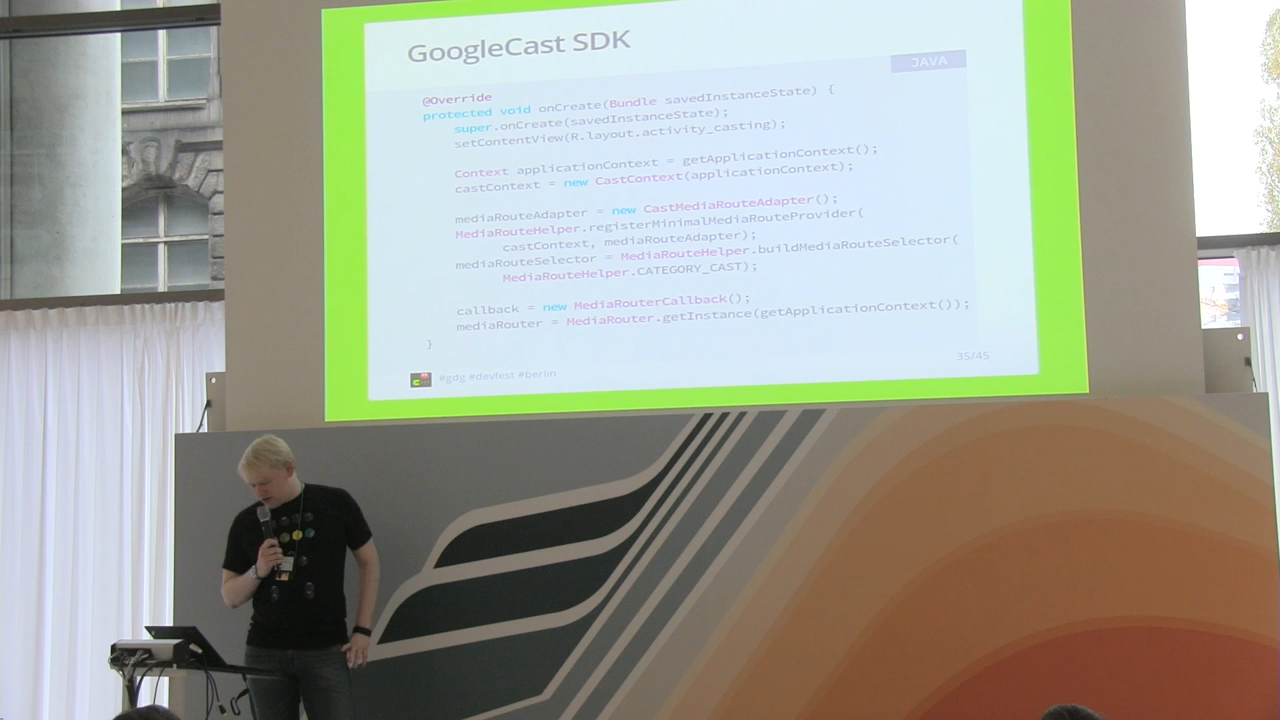 GoogleCast SDK
JAVA
@Override
protected void onCreate(Bundle savedInstanceState) {
super.onCreate(savedInstanceState);
setContentView(R.layout.activity_casting);
Context applicationContext = getApplicationContext();
castContext = new CastContext(applicationContext);
mediaRouteAdapter = new CastMediaRouteAdapter();
MediaRouteHelper.registerMinimalMediaRouteProvider(
castContext, mediaRouteAdapter);
mediaRouteSelector = MediaRouteHelper.buildMediaRouteSelector(
MediaRouteHelper.CATEGORY_CAST);
callback = new MediaRouterCallback();
mediaRouter = MediaRouter.getInstance(getApplicationContext());
}
#gdg #devfest #berlin
35/45